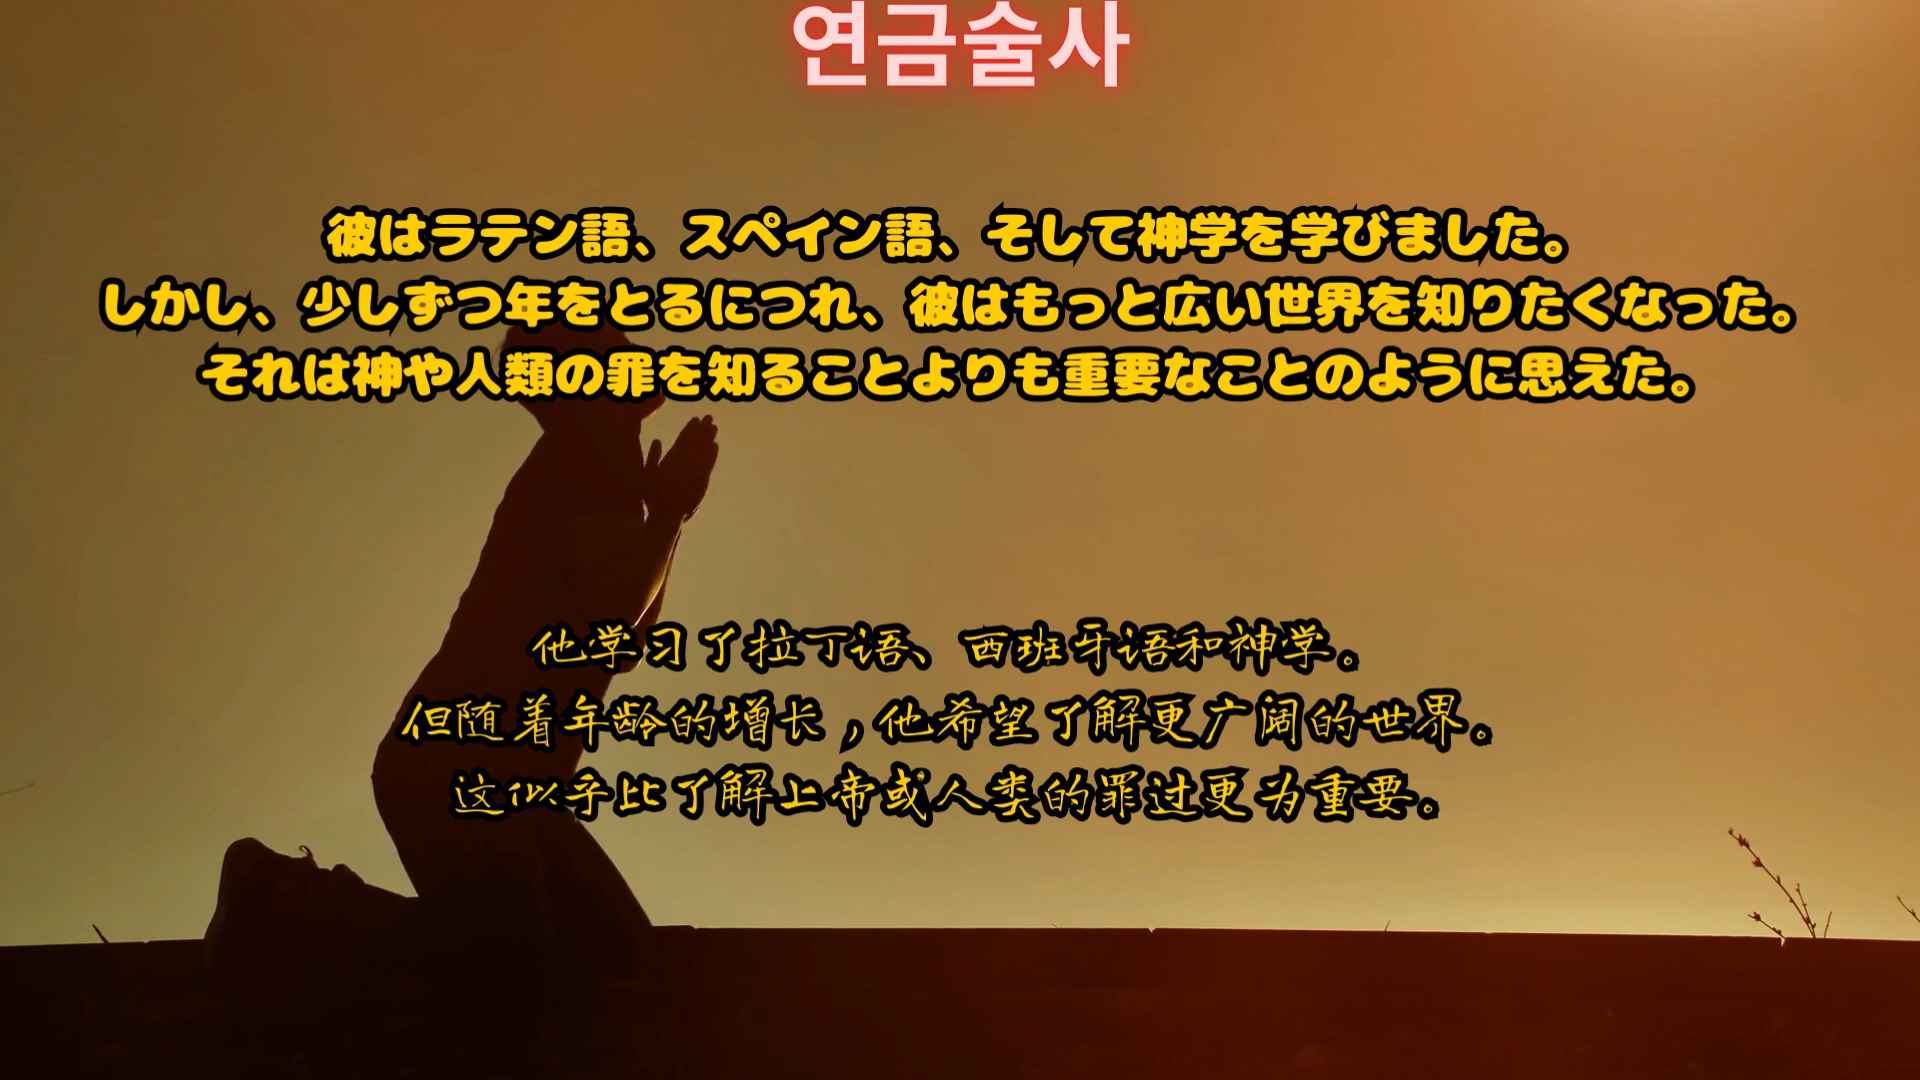 연금술사
彼はラテン語、スペイン語、そして神学を学びました。
しかし、少しずつ年をとるにつれ、彼はもっと広い世界を知りたくなった。
それは神や人類の罪を知ることよりも重要なことのように思えた。
他学习了拉丁语、西班牙语和神学。
但随着年龄的增长,他希望了解更广阔的世界。
这似乎比了解上帝或人类的罪过更为重要。